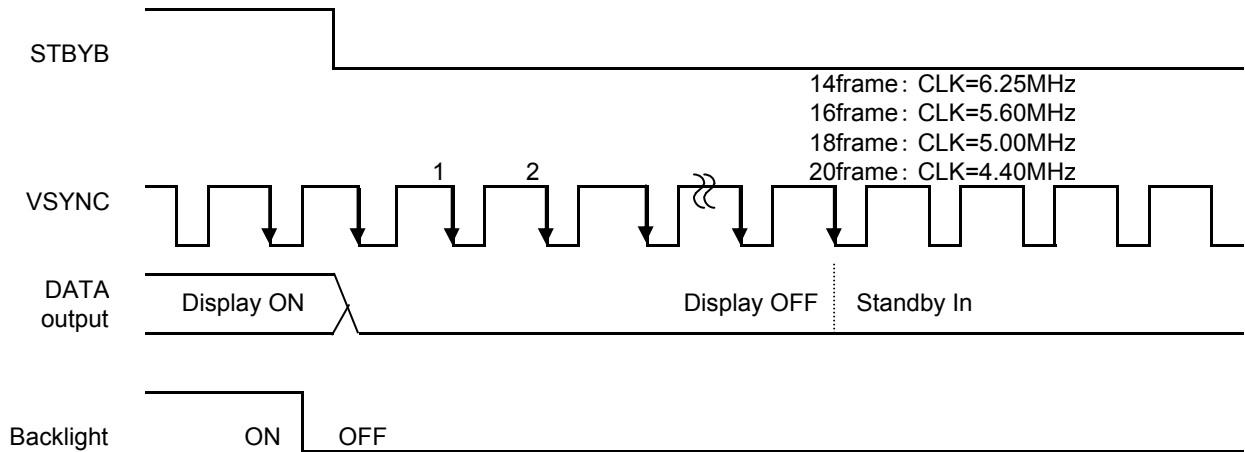 STBYB
14frame: CLK=6.25MHz
16frame: CLK=5.60MHz
18frame: CLK=5.00MHz
20frame: CLK=4.40MHz
1 2
VSYNC
DATA
output
Display ON Display OFF Standby In
Backlight ON OFF